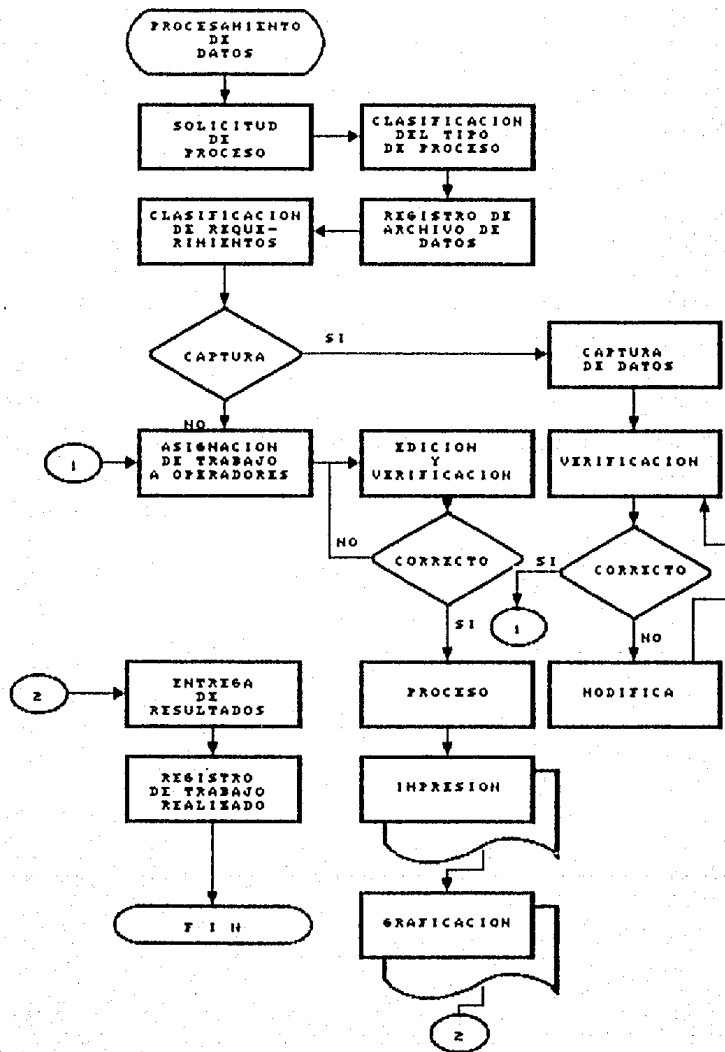 PROCESAMIENTO
DE
DATOS
SOLICITUD
DE
PROCESO
CLASIFICACION
DEL TIPO
DE PROCESO
CLASIFICACION
DE REQUE-
RIMIENTOS
REGISTRO DE
ARCHIVO DE
DATOS
CAPTURA
SI
CAPTURA
DE DATOS
NO
1
ASIGNACION
DE TRABAJO
A OPERADORES
EDICION
Y
VERIFICACION
VERIFICACION
NO
CORRECTO
SI
CORRECTO
SI
1
NO
2
ENTREGA
DE
RESULTADOS
PROCESO
MODIFICA
REGISTRO
DE TRABAJO
REALIZADO
IMPRESION
F I N
GRAFICACION
2